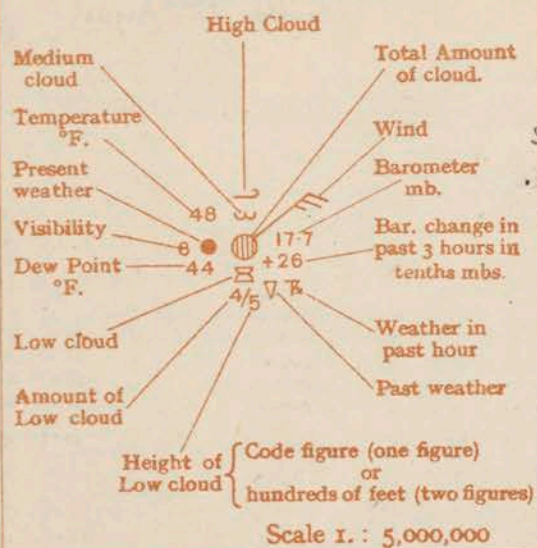 High Cloud
Medium
cloud
Total Amount
of cloud.
Temperature
°F.
Wind
Present
weather
Barometer
mb.
48
Visibility
8
17·7
Bar. change in
past 3 hours in
tenths mbs.
Dew Point
°F.
44
+26
4/5
Low cloud
Weather in
past hour
Amount of
Low cloud
Past weather
Height of
Low cloud
Code figure (one figure)
or
hundreds of feet (two figures)
Scale 1. : 5,000,000